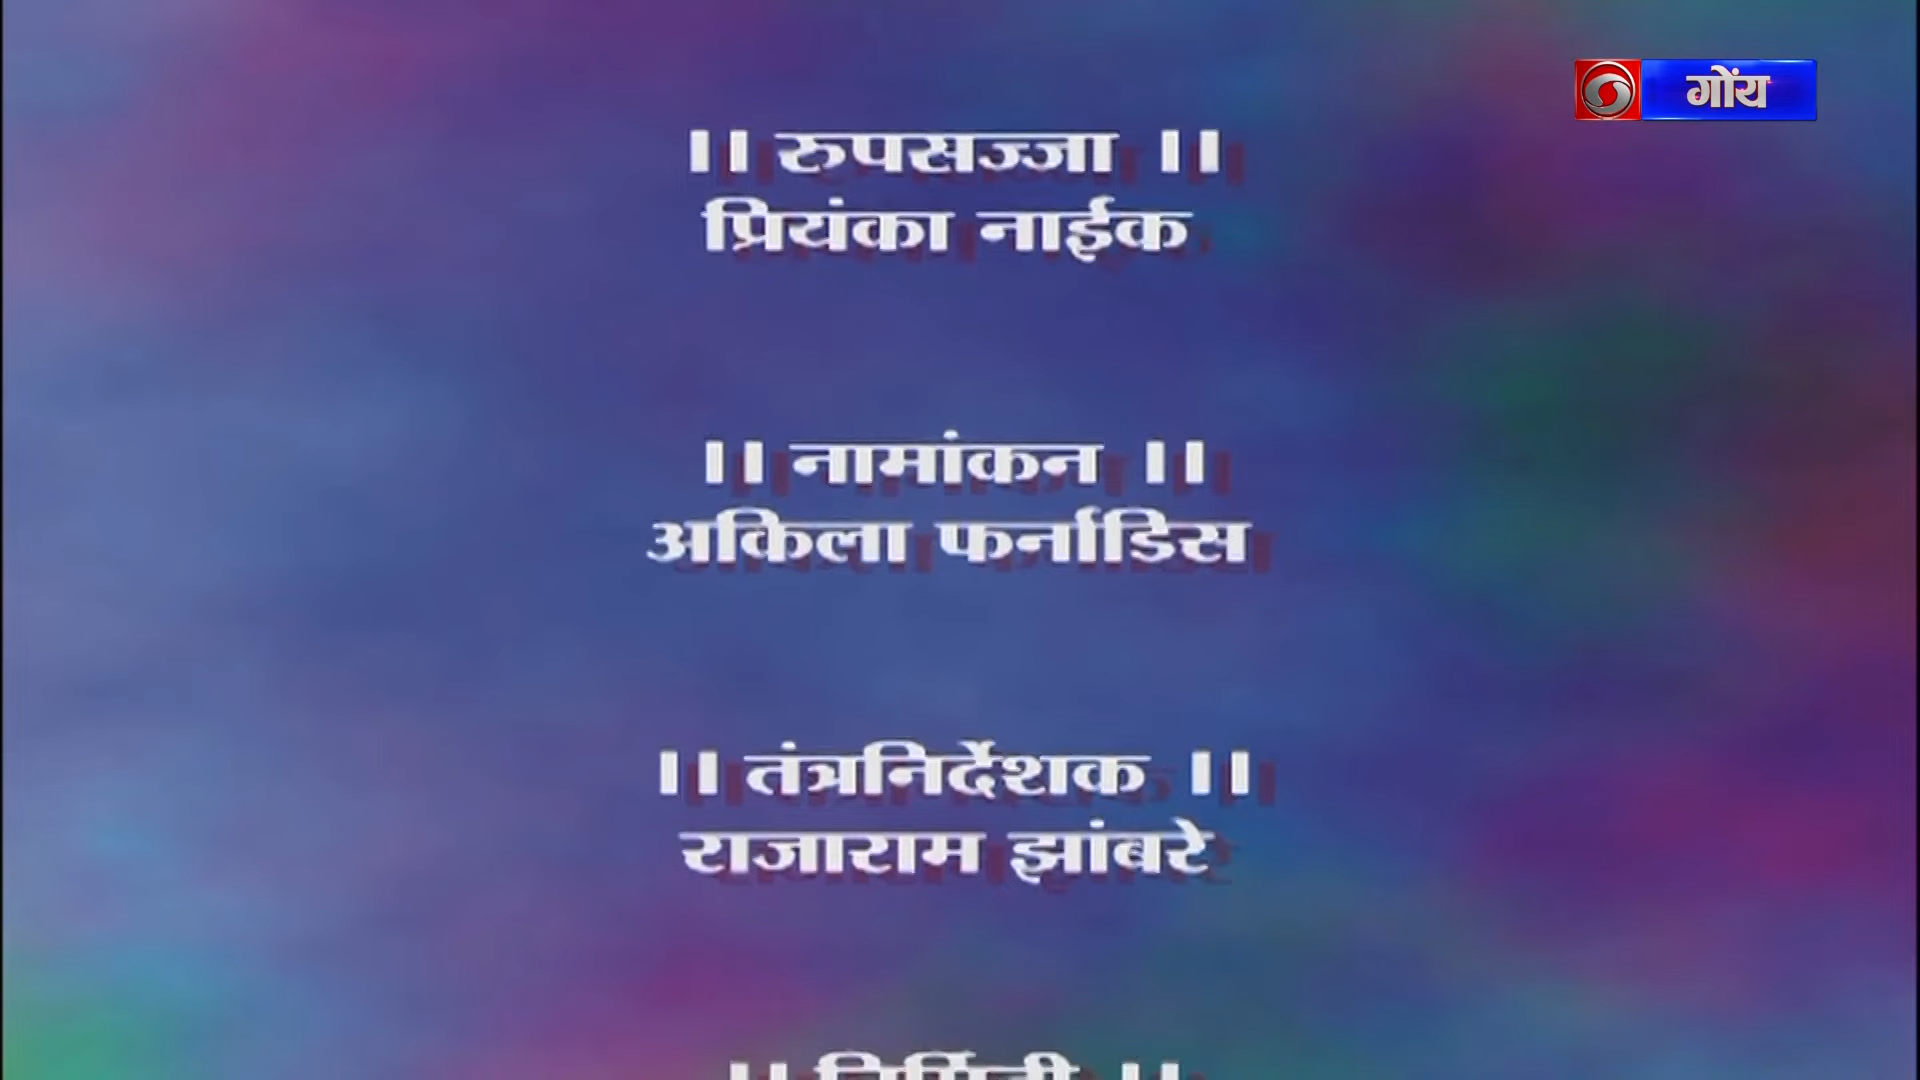 गोंय
।। रुपसज्जा ।।
प्रियंका नाईक
।। नामांकन ।।
अकिला फर्नाडिस
।। तंत्रनिर्देशक ।।
राजाराम झांबरे
।। निर्मिती ।।